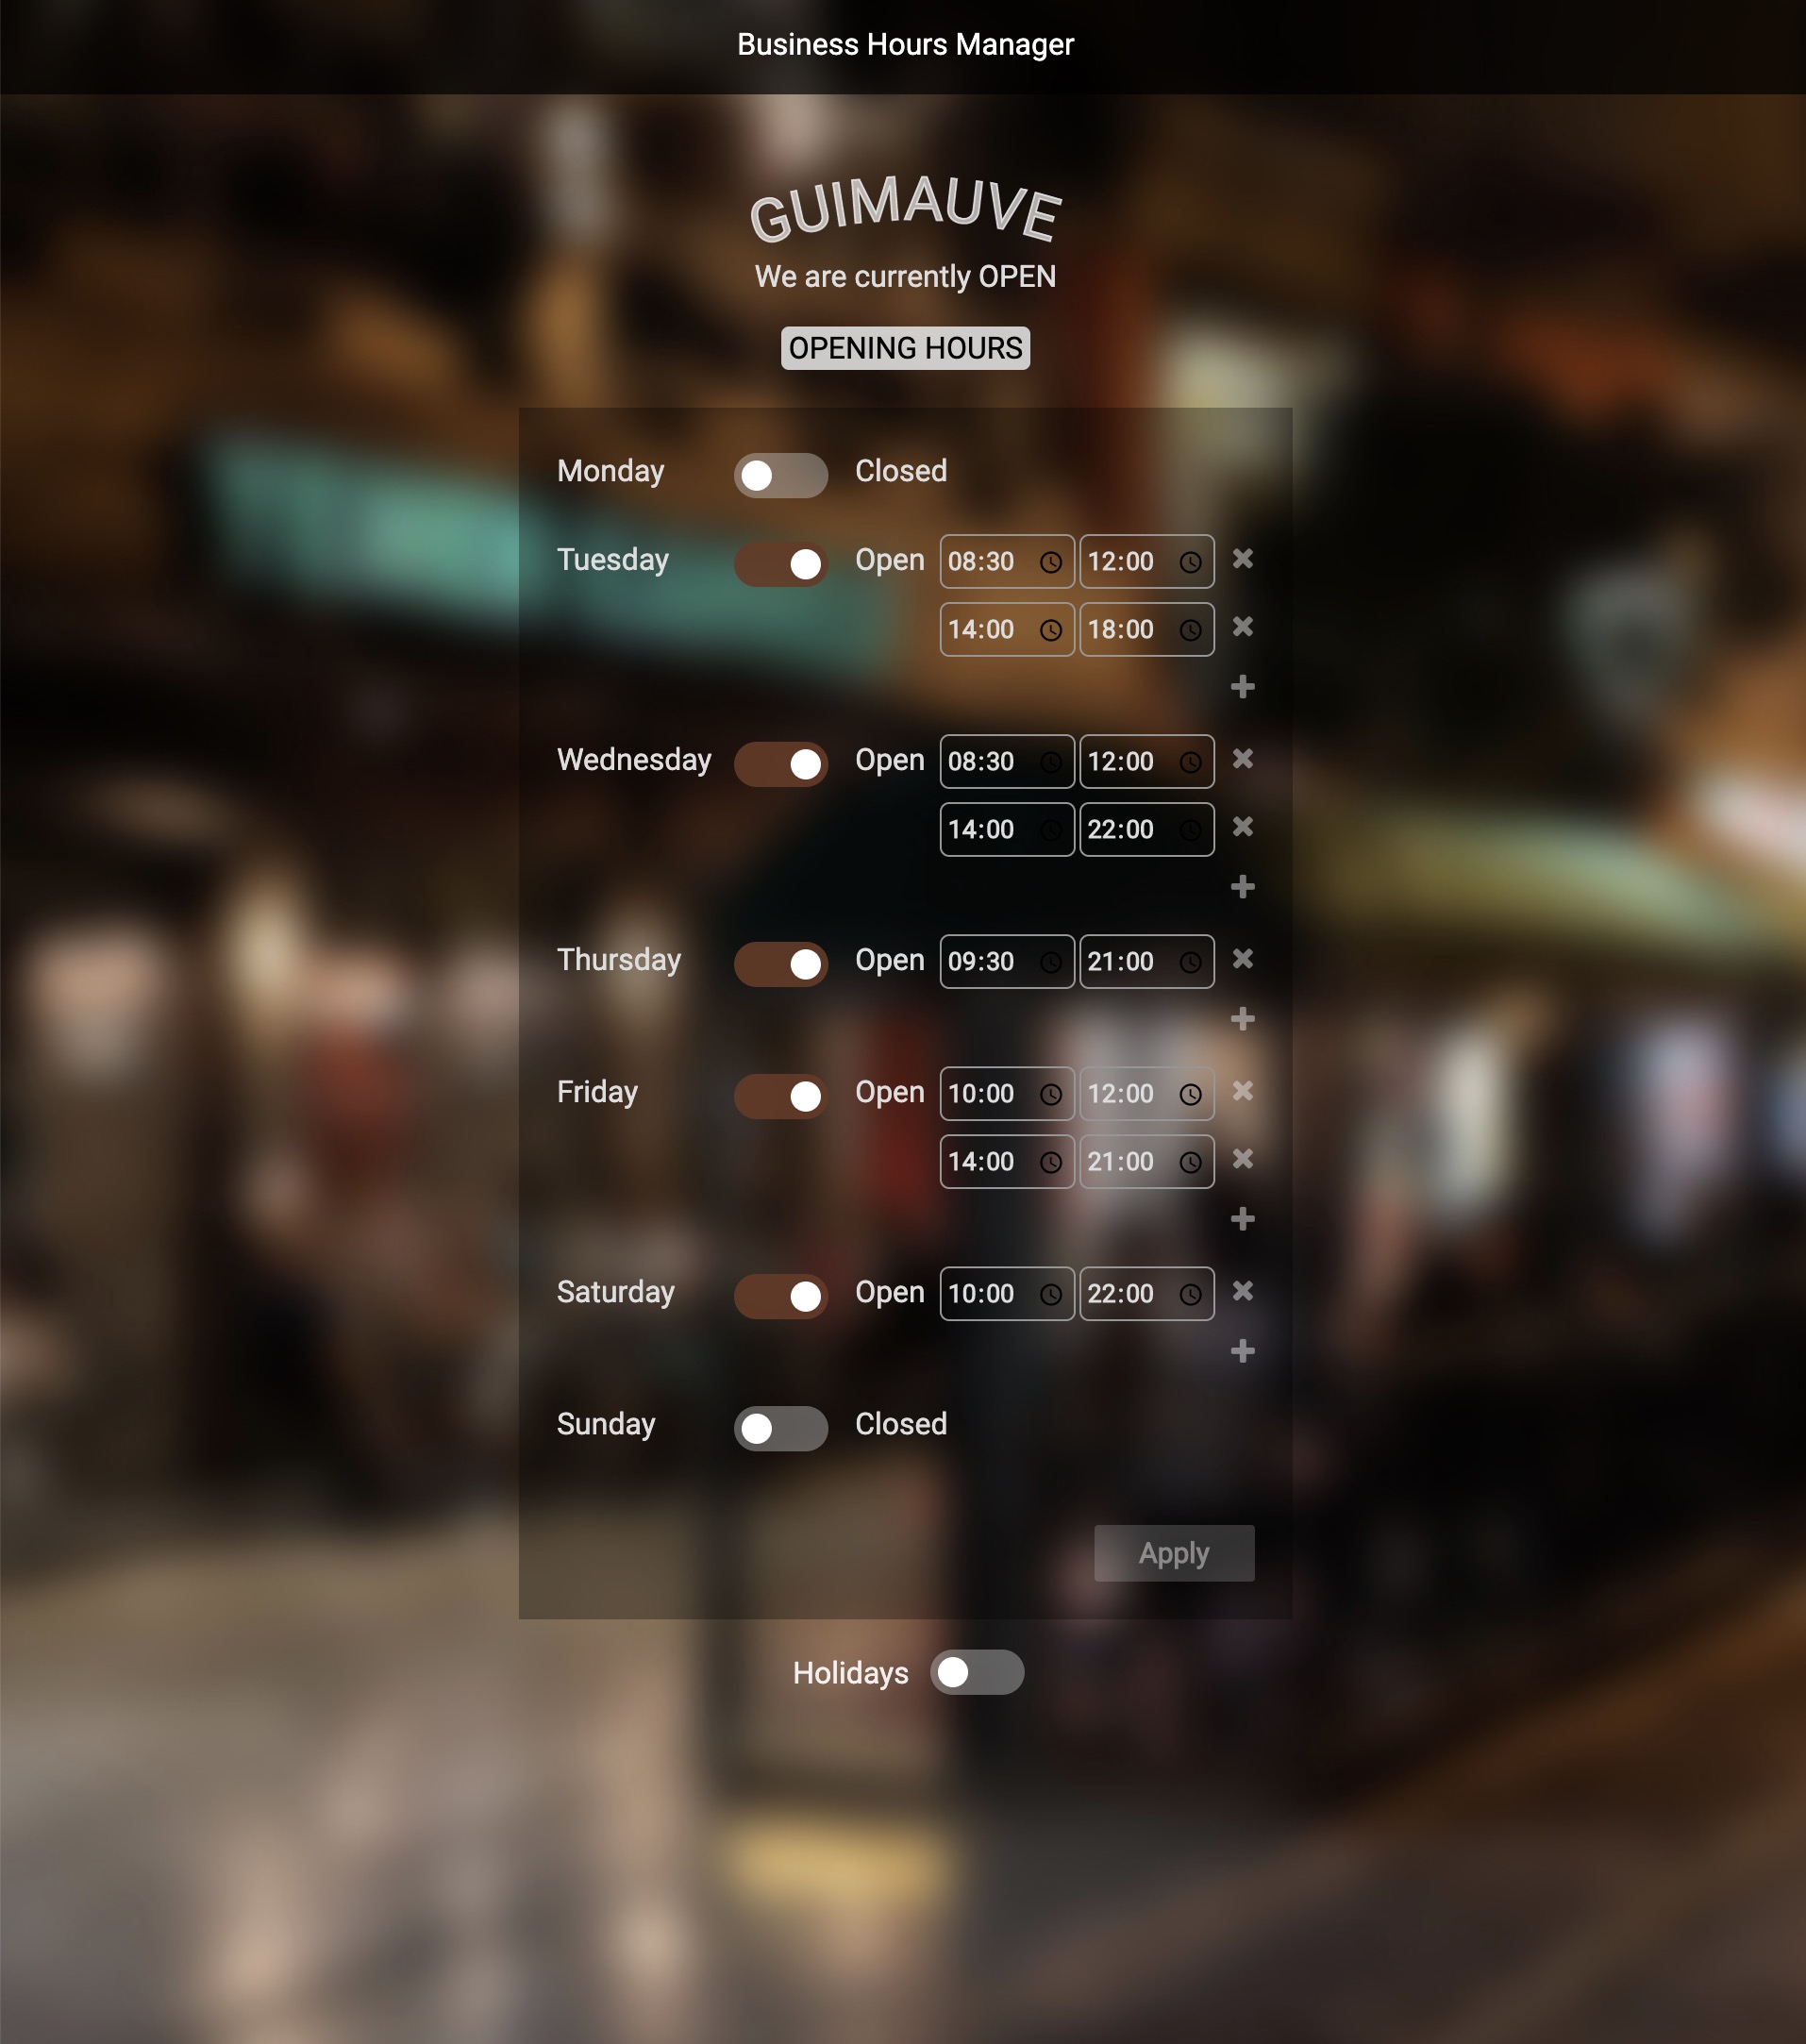 Business Hours Manager
GUIMAUVE
We are currently OPEN
OPENING HOURS
Monday Closed
Tuesday Open 08:30 12:00
14:00 18:00
Wednesday Open 08:30 12:00
14:00 22:00
Thursday Open 09:30 21:00
Friday Open 10:00 12:00
14:00 21:00
Saturday Open 10:00 22:00
Sunday Closed
Apply
Holidays